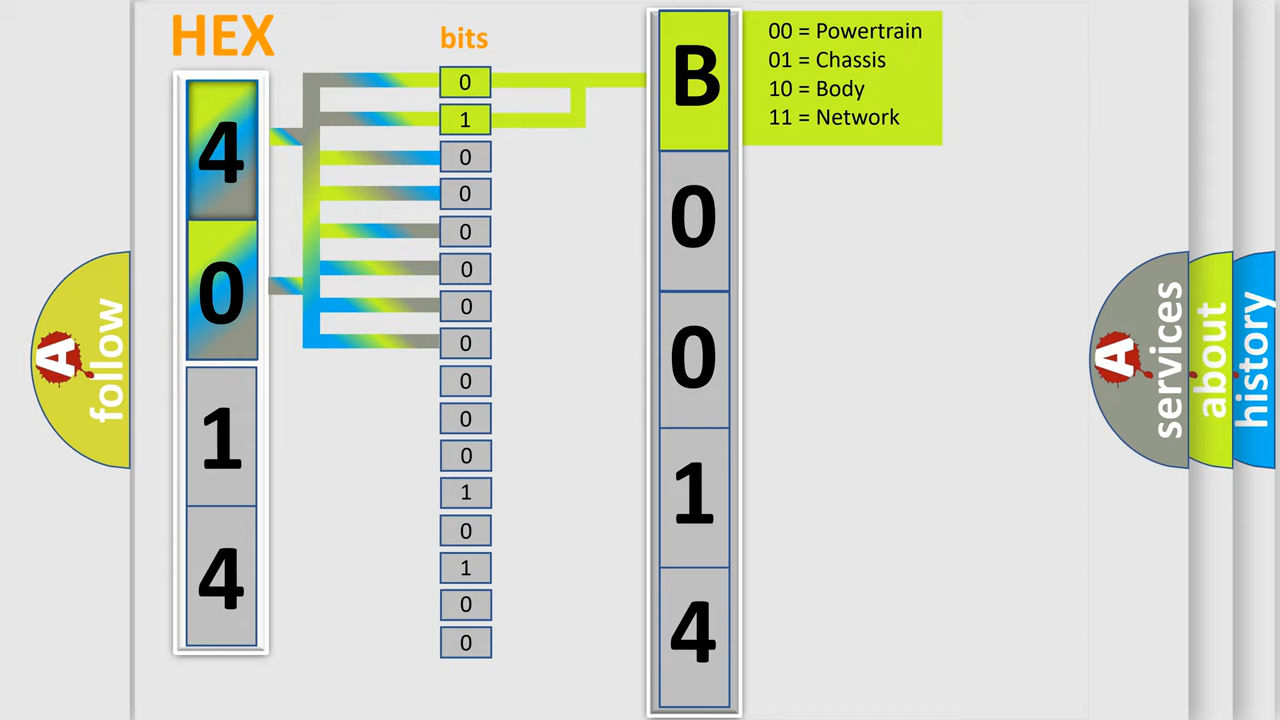 HEX
bits
4
0
1
4
0
1
0
0
0
0
0
0
0
0
0
1
0
1
0
0
B
0
0
1
4
00 = Powertrain
01 = Chassis
10 = Body
11 = Network
A
follow
A
services
about
history